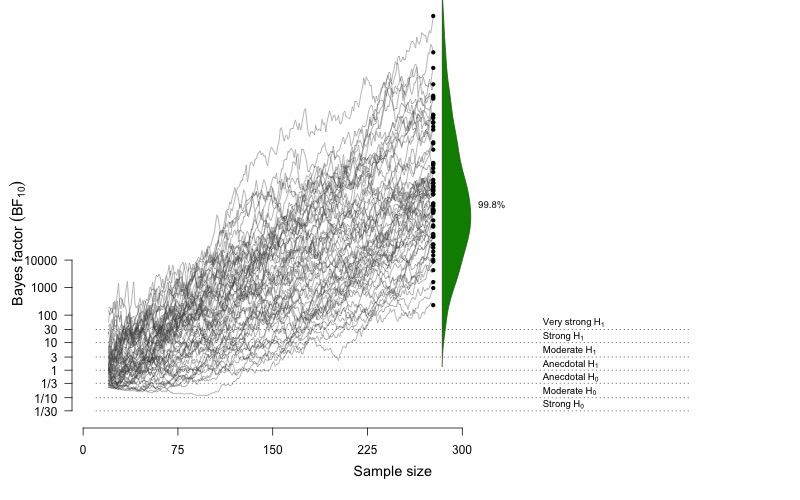 99.8%
Bayes factor (BF₁₀)
10000
1000
100
30
10
3
1
1/3
1/10
1/30
Very strong H₁
Strong H₁
Moderate H₁
Anecdotal H₁
Anecdotal H₀
Moderate H₀
Strong H₀
0 75 150 225 300
Sample size